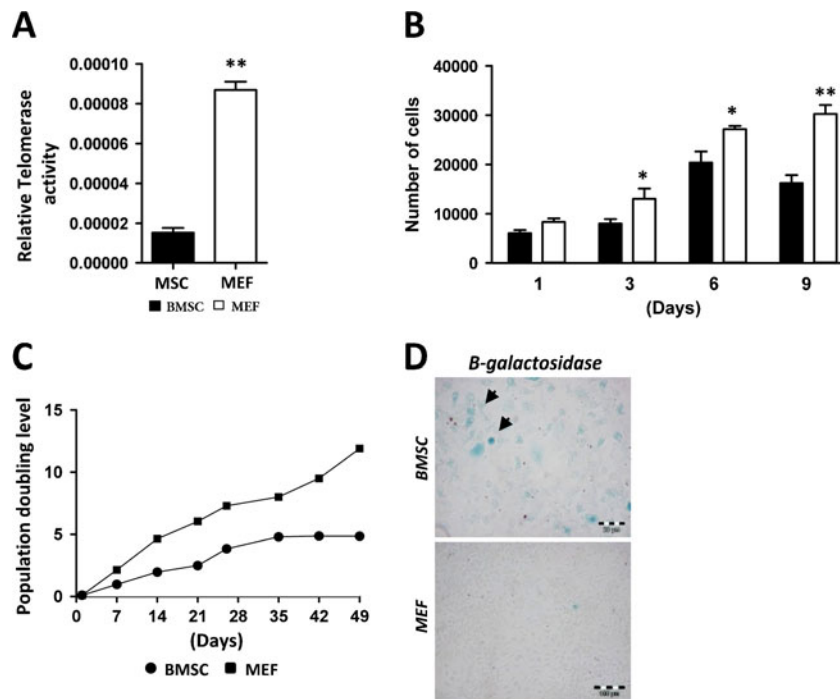 A
Relative Telomerase
activity
0.00010
0.00008
0.00006
0.00004
0.00002
0.00000
**
MSC MEF
BMSC MEF
B
Number of cells
40000
30000
20000
10000
0
*
*
**
1 3 6 9
(Days)
C
Population doubling level
15
10
5
0
0 7 14 21 28 35 42 49
(Days)
BMSC MEF
D
B-galactosidase
BMSC
MEF